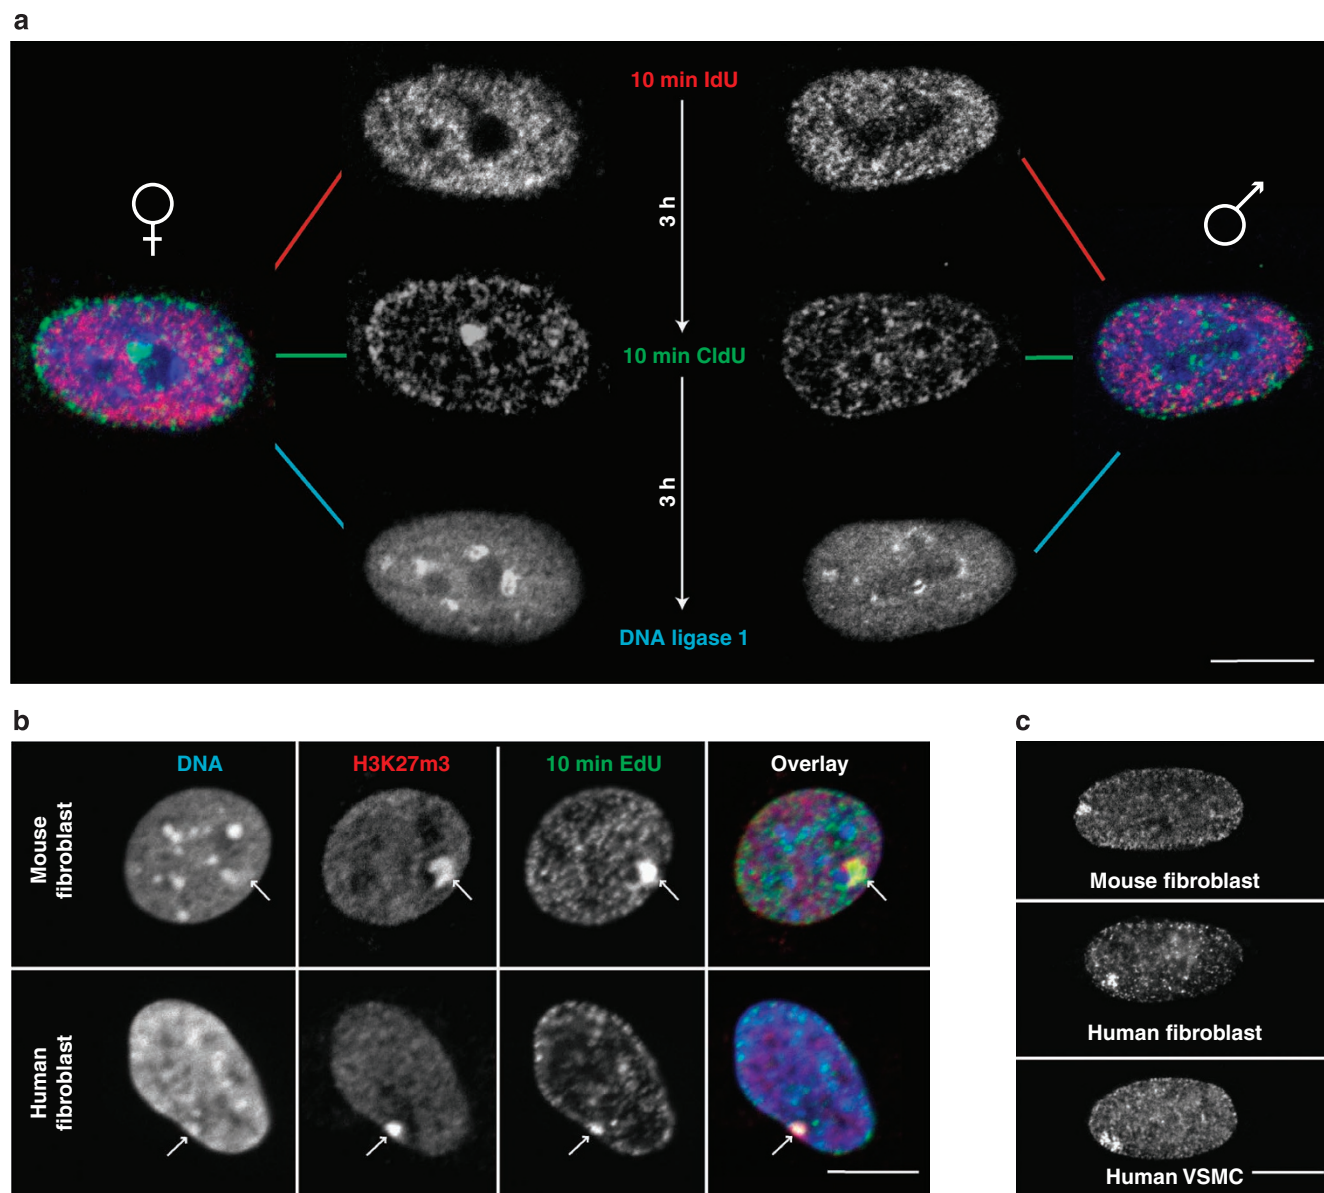 a
10 min IdU
3 h
10 min CldU
3 h
DNA ligase 1
b
DNA
H3K27m3
10 min EdU
Overlay
Mouse
fibroblast
Human
fibroblast
c
Mouse fibroblast
Human fibroblast
Human VSMC